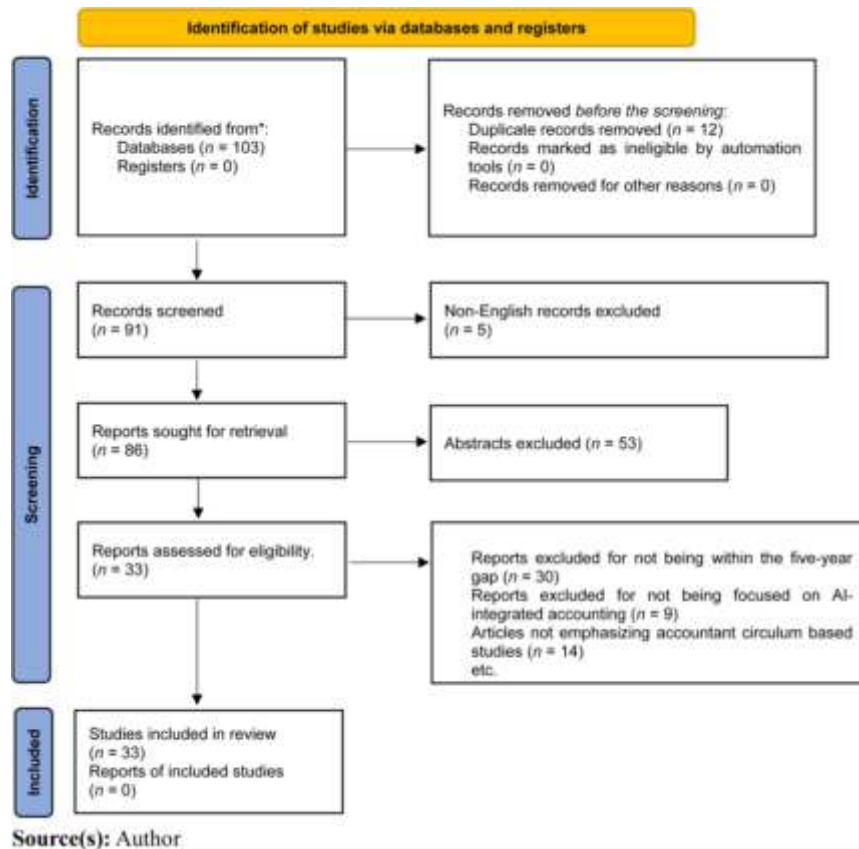 Identification of studies via databases and registers
Identification
Records identified from*:
Databases (n = 103)
Registers (n = 0)
Records removed before the screening:
Duplicate records removed (n = 12)
Records marked as ineligible by automation
tools (n = 0)
Records removed for other reasons (n = 0)
Screening
Records screened
(n = 91)
Non-English records excluded
(n = 5)
Reports sought for retrieval
(n = 86)
Abstracts excluded (n = 53)
Reports assessed for eligibility.
(n = 33)
Reports excluded for not being within the five-year
gap (n = 30)
Reports excluded for not being focused on AI-
integrated accounting (n = 9)
Articles not emphasizing accountant circulum based
studies (n = 14)
etc.
Included
Studies included in review
(n = 33)
Reports of included studies
(n = 0)
Source(s): Author